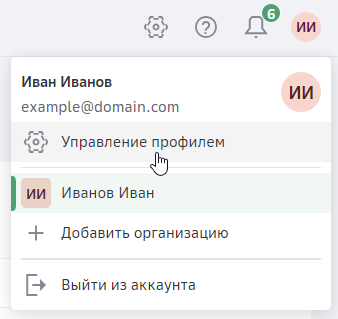 6
ИИ
Иван Иванов
example@domain.com
ИИ
Управление профилем
ИИ Иванов Иван
Добавить организацию
Выйти из аккаунта